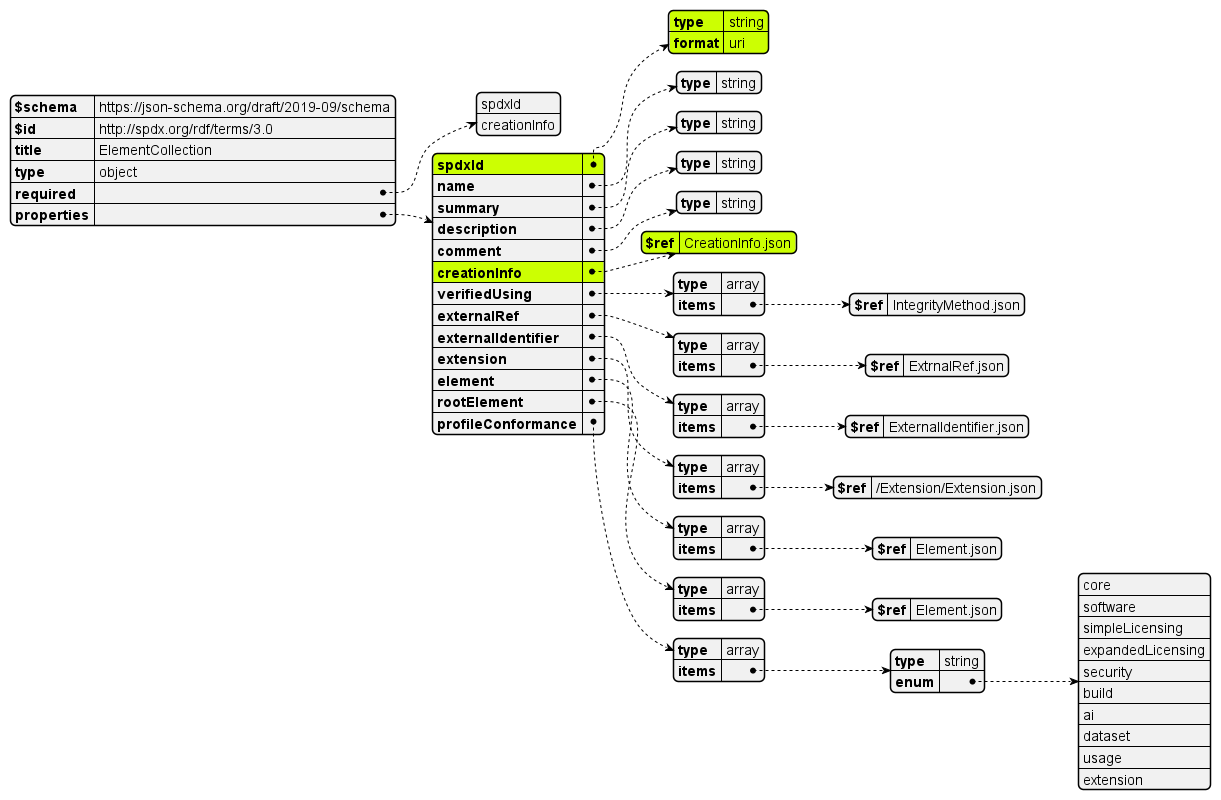 $schema https://json-schema.org/draft/2019-09/schema
$id http://spdx.org/rdf/terms/3.0
title ElementCollection
type object
required
properties
spdxId
creationInfo
spdxId
name
summary
description
comment
creationInfo
verifiedUsing
externalRef
externalIdentifier
extension
element
rootElement
profileConformance
type string
format uri
type string
type string
type string
type string
$ref CreationInfo.json
type array
items
$ref IntegrityMethod.json
type array
items
$ref ExtrnalRef.json
type array
items
$ref ExternalIdentifier.json
type array
items
$ref /Extension/Extension.json
type array
items
$ref Element.json
type array
items
$ref Element.json
type array
items
type string
enum
core
software
simpleLicensing
expandedLicensing
security
build
ai
dataset
usage
extension